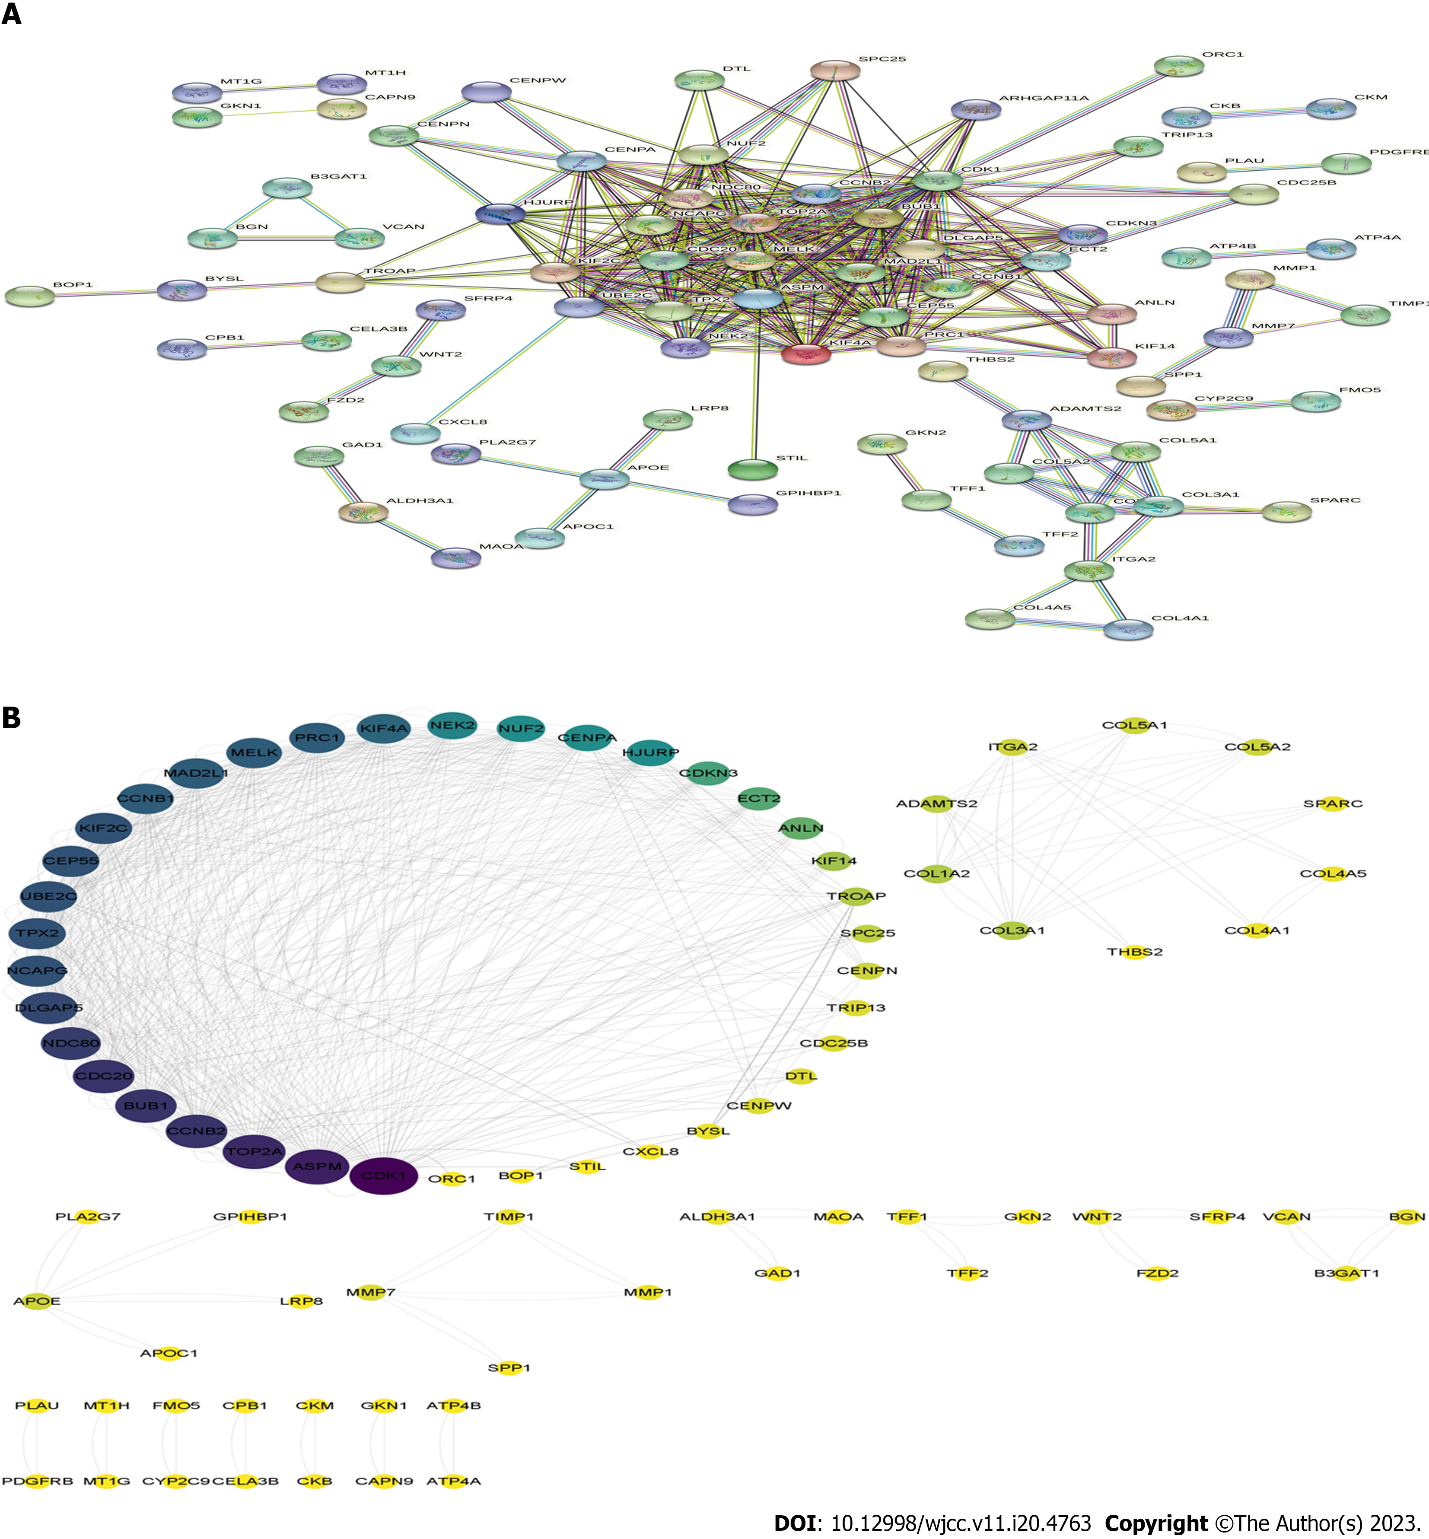 A
MT1G
MT1H
GKN1
CAPN9
CENPW
CENPN
DTL
SPC25
ORC1
ARHGAP11A
CKB
CKM
TRIP13
PLAU
PDGFRB
CDC25B
CENPA
NUF2
CDK1
B3GAT1
BGN
VCAN
HJURP
NDC80
CCNB2
NCAPG
TOP2A
BUB1
CDKN3
ECT2
DLGAP5
ATP4B
ATP4A
CDC20
MELK
MAD2L1
KIF2C
CCNB1
MMP1
TROAP
BOP1
BYSL
UBE2C
TPX2
ASPM
CEP55
ANLN
TIMP1
MMP7
SFRP4
CPB1
CELA3B
NEK2
KIF4A
PRC1
KIF14
WNT2
THBS2
SPP1
FZD2
CYP2C9
FMO5
CXCL8
LRP8
ADAMTS2
GKN2
GAD1
PLA2G7
APOE
STIL
COL5A1
COL5A2
ALDH3A1
GPIHBP1
TFF1
COL3A1
SPARC
MAOA
APOC1
TFF2
ITGA2
COL4A5
COL4A1
B
KIF4A
NEK2
NUF2
PRC1
CENPA
MELK
HJURP
MAD2L1
CDKN3
CCNB1
ECT2
KIF2C
ANLN
CEP55
KIF14
UBE2C
TROAP
TPX2
SPC25
NCAPG
CENPN
DLGAP5
TRIP13
NDC80
CDC25B
CDC20
DTL
BUB1
CENPW
CCNB2
BYSL
TOP2A
CXCL8
ASPM
STIL
CDK1
ORC1
BOP1
COL5A1
ITGA2
COL5A2
ADAMTS2
SPARC
COL1A2
COL4A5
COL3A1
COL4A1
THBS2
PLA2G7
GPIHBP1
APOE
LRP8
APOC1
TIMP1
MMP7
MMP1
SPP1
ALDH3A1
MAOA
GAD1
TFF1
GKN2
TFF2
WNT2
SFRP4
FZD2
VCAN
BGN
B3GAT1
PLAU MT1H FMO5 CPB1 CKM GKN1 ATP4B
PDGFRB MT1G CYP2C9 CELA3B CKB CAPN9 ATP4A
DOI: 10.12998/wjcc.v11.i20.4763 Copyright ©The Author(s) 2023.